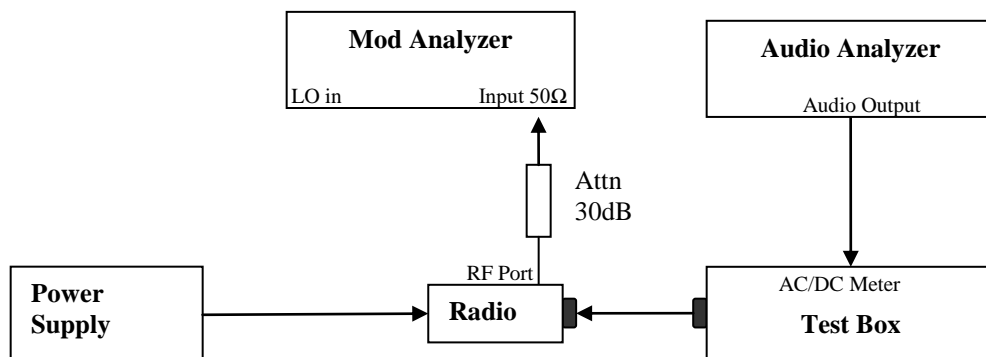 Mod Analyzer
LO in
Input 50Ω
Audio Analyzer
Audio Output
Attn
30dB
RF Port
Power
Supply
Radio
AC/DC Meter
Test Box